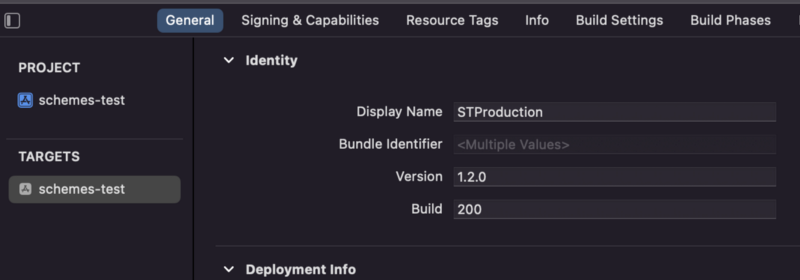 General Signing & Capabilities Resource Tags Info Build Settings Build Phases
PROJECT
schemes-test
TARGETS
schemes-test
Identity
Display Name STProduction
Bundle Identifier <Multiple Values>
Version 1.2.0
Build 200
Deployment Info